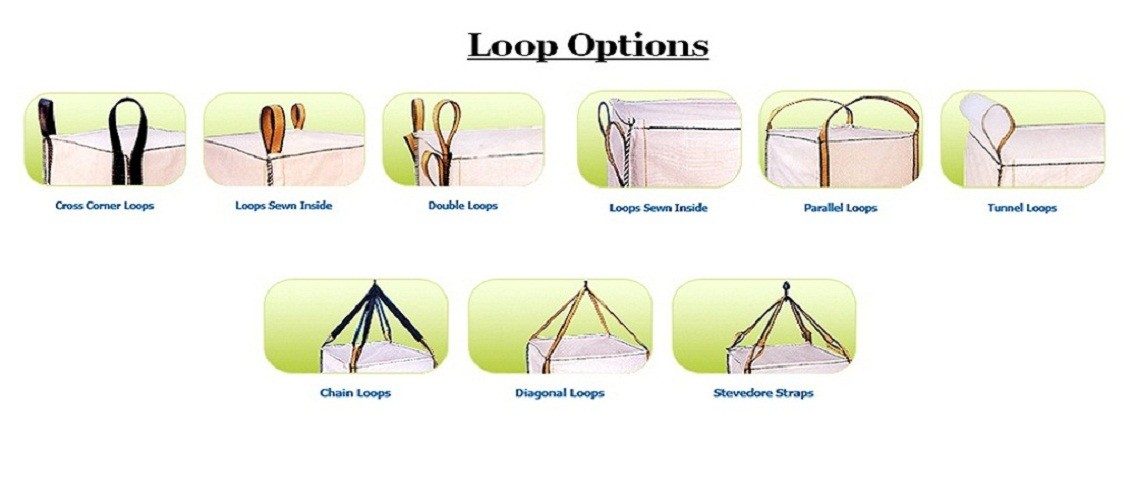 Loop Options
Cross Corner Loops
Loops Sewn Inside
Double Loops
Loops Sewn Inside
Parallel Loops
Tunnel Loops
Chain Loops
Diagonal Loops
Stevedore Straps